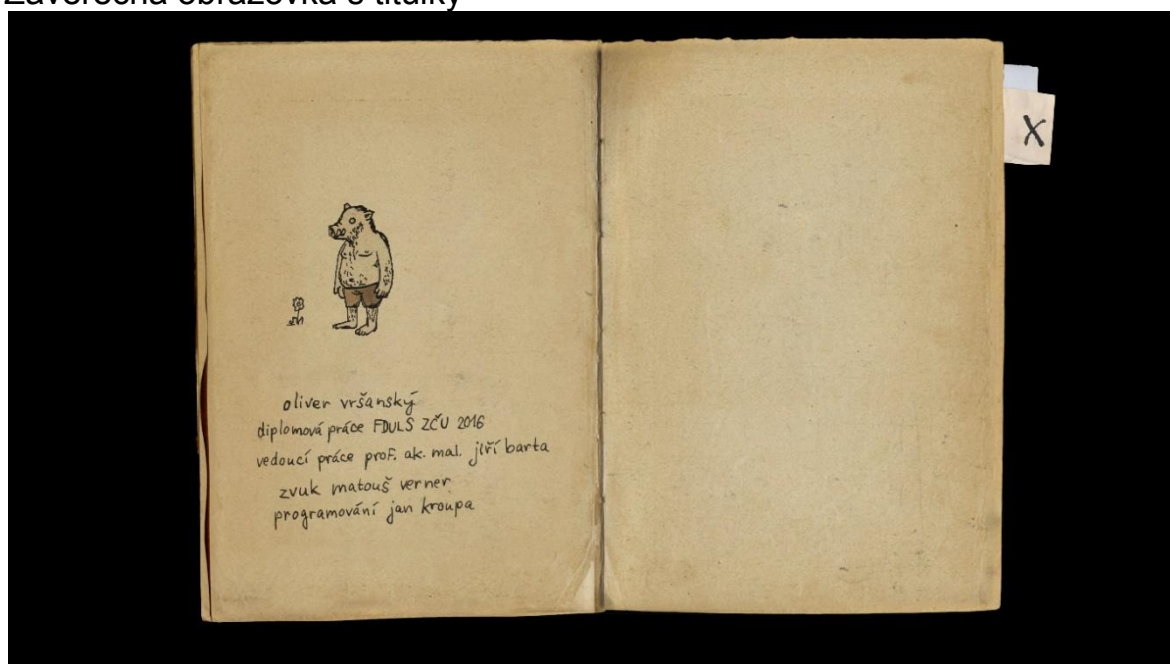 Závěrečná obrazovka s titulky
X
oliver vršanský
diplomová práce FDULS ZČU 2016
vedoucí práce prof. ak. mal. jiří barta
zvuk matouš verner
programování jan kroupa